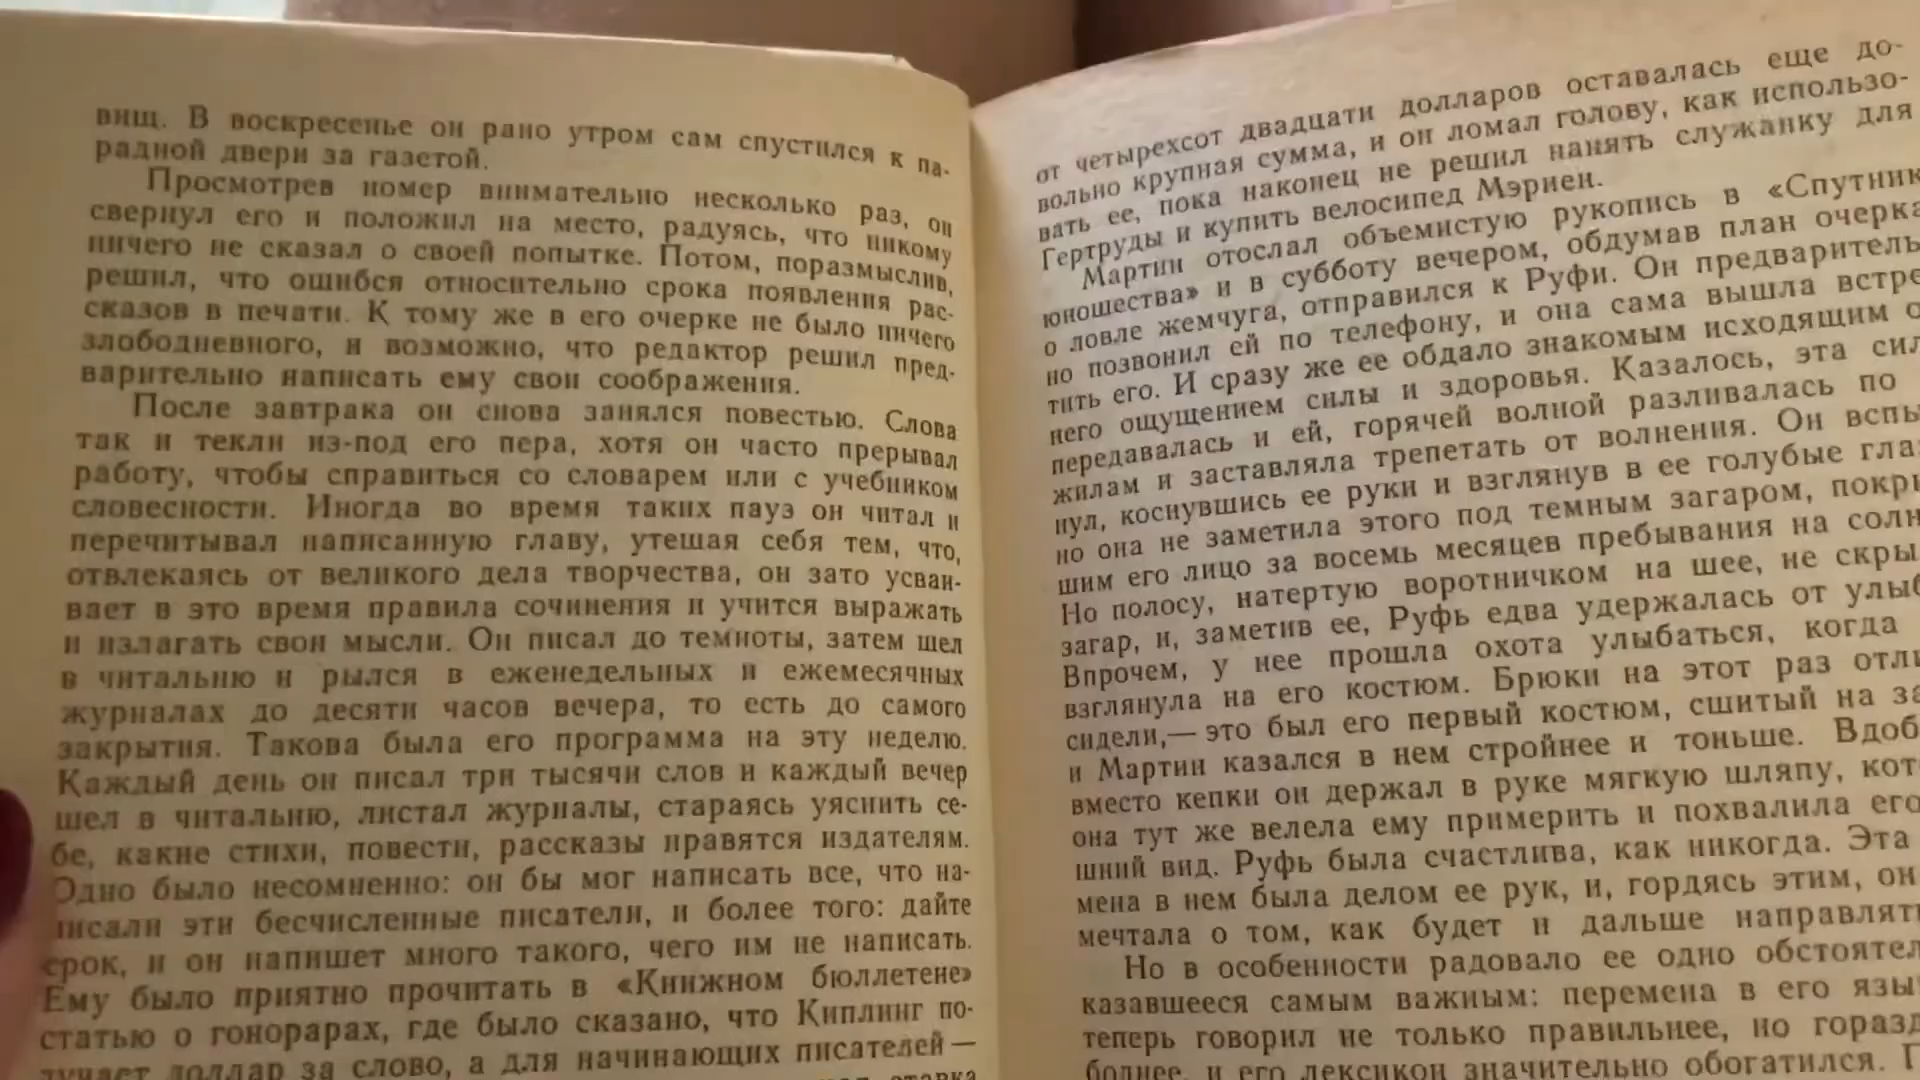 вищ. В воскресенье он рано утром сам спустился к па-
радной двери за газетой.
Просмотрев номер внимательно несколько раз, он
свернул его и положил на место, радуясь, что никому
ничего не сказал о своей попытке. Потом, поразмыслив,
решил, что ошибся относительно срока появления рас-
сказов в печати. К тому же в его очерке не было ничего
злободневного, и возможно, что редактор решил пред-
варительно написать ему свои соображения.
После завтрака он снова занялся повестью. Слова
так и текли из-под его пера, хотя он часто прерывал
работу, чтобы справиться со словарем или с учебником
словесности. Иногда во время таких пауз он читал и
перечитывал написанную главу, утешая себя тем, что,
отвлекаясь от великого дела творчества, он зато усваи-
вает в это время правила сочинения и учится выражать
и излагать свои мысли. Он писал до темноты, затем шел
в читальню и рылся в еженедельных и ежемесячных
журналах до десяти часов вечера, то есть до самого
закрытия. Такова была его программа на эту неделю.
Каждый день он писал три тысячи слов и каждый вечер
шел в читальню, листал журналы, стараясь уяснить се-
бе, какие стихи, повести, рассказы нравятся издателям.
Одно было несомненно: он бы мог написать все, что на-
писали эти бесчисленные писатели, и более того: дайте
срок, и он напишет много такого, чего им не написать.
Ему было приятно прочитать в «Книжном бюллетене»
статью о гонорарах, где было сказано, что Киплинг по-
лучает доллар за слово, а для начинающих писателей —
ставка
от четырехсот двадцати долларов оставалась еще до-
вольно крупная сумма, и он ломал голову, как использо-
вать ее, пока наконец не решил нанять служанку для
Гертруды и купить велосипед Мэриен.
Мартин отослал объемистую рукопись в «Спутник
юношества» и в субботу вечером, обдумав план очерка
о ловле жемчуга, отправился к Руфи. Он предваритель
но позвонил ей по телефону, и она сама вышла встре
тить его. И сразу же ее обдало знакомым исходящим о
него ощущением силы и здоровья. Казалось, эта сил
передавалась и ей, горячей волной разливалась по
жилам и заставляла трепетать от волнения. Он вспы
нул, коснувшись ее руки и взглянув в ее голубые глаз
но она не заметила этого под темным загаром, покры
шим его лицо за восемь месяцев пребывания на солн
Но полосу, натертую воротничком на шее, не скры
загар, и, заметив ее, Руфь едва удержалась от улыб
Впрочем, у нее прошла охота улыбаться, когда
взглянула на его костюм. Брюки на этот раз отли
сидели,— это был его первый костюм, сшитый на за
и Мартин казался в нем стройнее и тоньше. Вдоб
вместо кепки он держал в руке мягкую шляпу, кот
она тут же велела ему примерить и похвалила его
шний вид. Руфь была счастлива, как никогда. Эта
мена в нем была делом ее рук, и, гордясь этим, он
мечтала о том, как будет и дальше направлят
Но в особенности радовало ее одно обстоятел
казавшееся самым важным: перемена в его язы
теперь говорил не только правильнее, но горазд
боднее, и его лексикон значительно обогатился. П